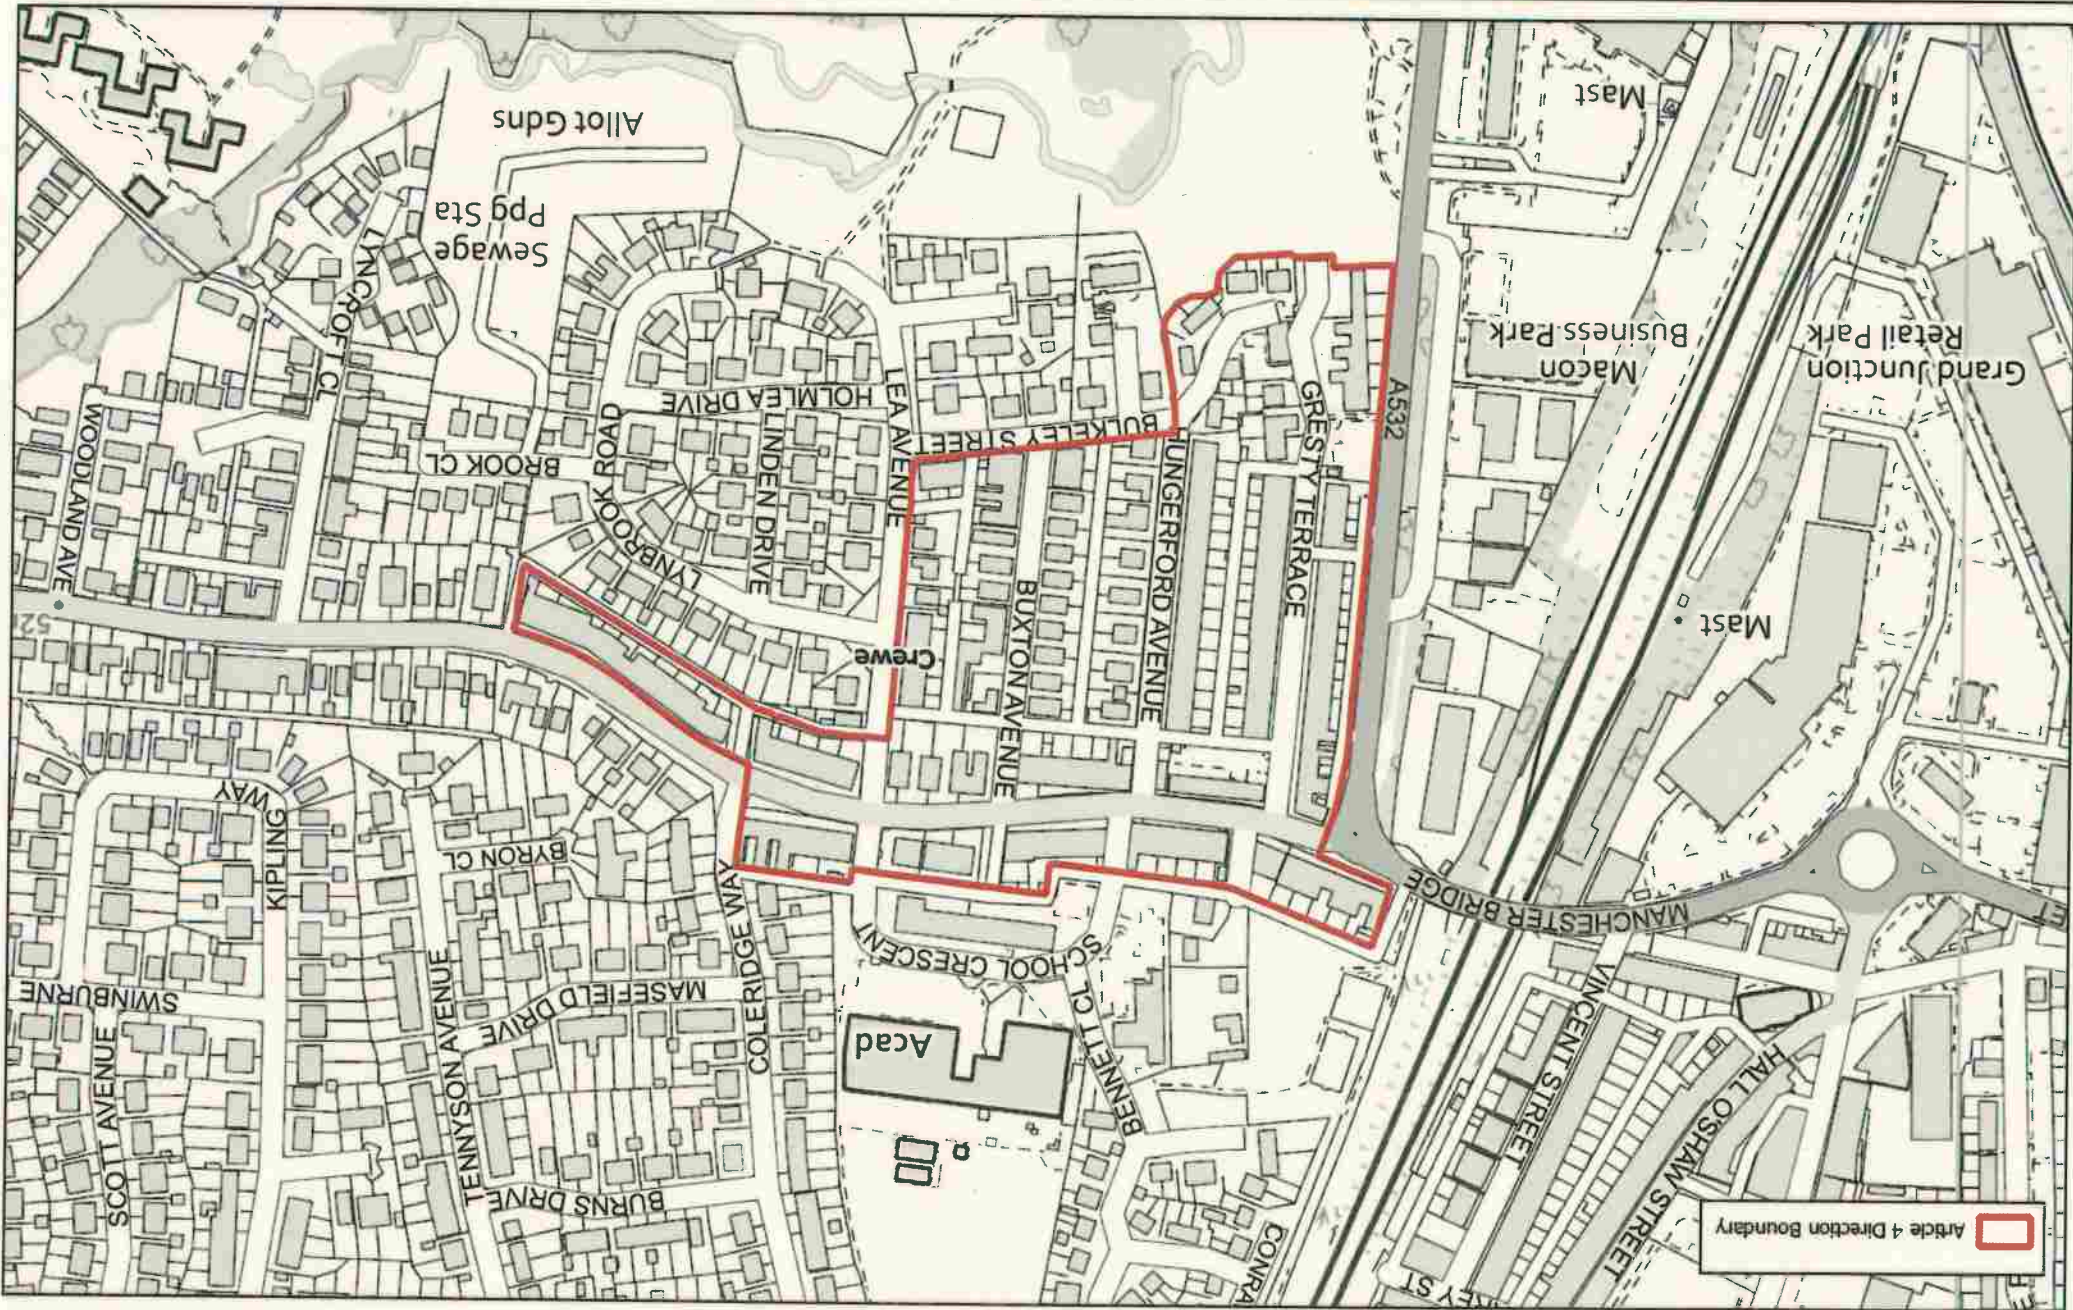 Article 4 Direction Boundary
HALL O'SHAW STREET
VINCENT STREET
BURNS DRIVE
SCOTT AVENUE
TENNYSON AVENUE
BENNET CL
Acad
MASEFIELD DRIVE
COLERIDGE WAY
SWINBURNE
SCHOOL CRESCENT
MANCHESTER BRIDGE
KIPLING
WAY
BYRON CL
Mast
Crewe
BUXTON AVENUE
HUNGERFORD AVENUE
GRESTY TERRACE
LYNBROOK ROAD
LINDEN DRIVE
LEA AVENUE
WOODLAND AVE
BROOK CL
BULKELEY STREET
HOLMLEA DRIVE
A532
Grand Junction
Retail Park
Macon
Business Park
LYNCROFT CL
Sewage
Ppg Sta
Allot Gdns
Mast